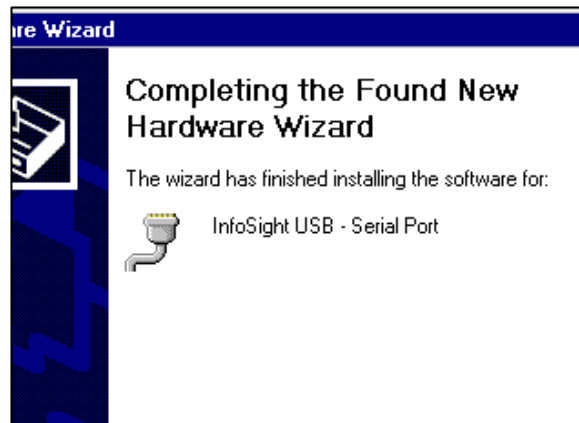 re Wizard
Completing the Found New
Hardware Wizard
The wizard has finished installing the software for:
InfoSight USB - Serial Port